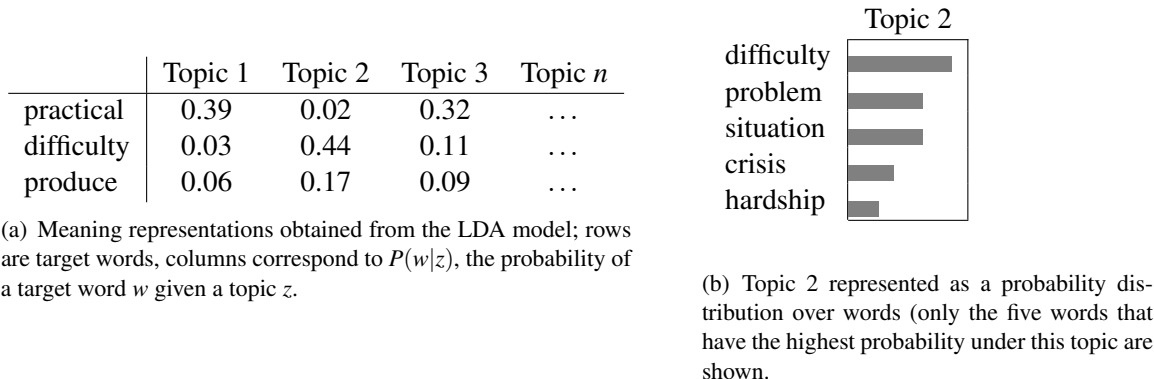 Topic 1 Topic 2 Topic 3 Topic n
practical 0.39 0.02 0.32 ...
difficulty 0.03 0.44 0.11 ...
produce 0.06 0.17 0.09 ...
(a) Meaning representations obtained from the LDA model; rows
are target words, columns correspond to P(w|z), the probability of
a target word w given a topic z.
Topic 2
difficulty
problem
situation
crisis
hardship
(b) Topic 2 represented as a probability dis-
tribution over words (only the five words that
have the highest probability under this topic are
shown.